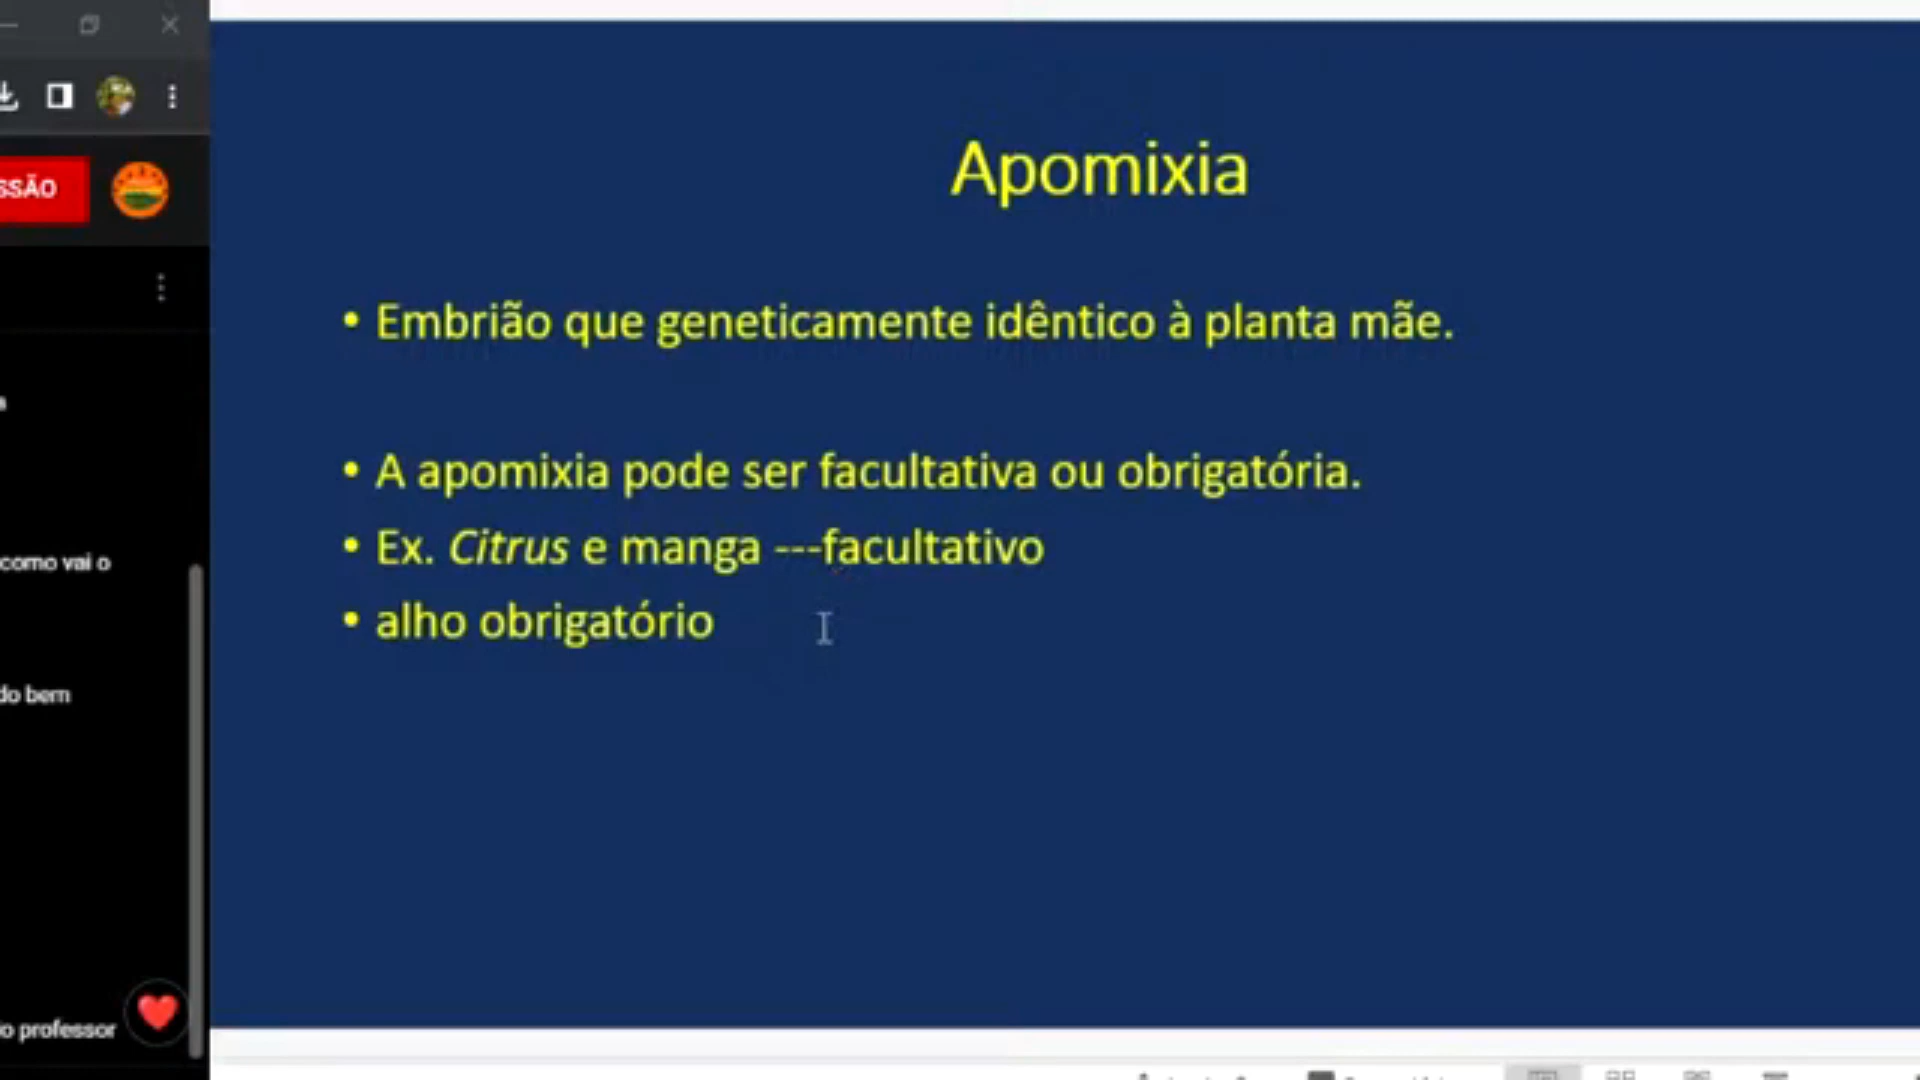 SSÃO
como vai o
do bem
o professor
Apomixia
• Embrião que geneticamente idêntico à planta mãe.
• A apomixia pode ser facultativa ou obrigatória.
• Ex. Citrus e manga ---facultativo
• alho obrigatório